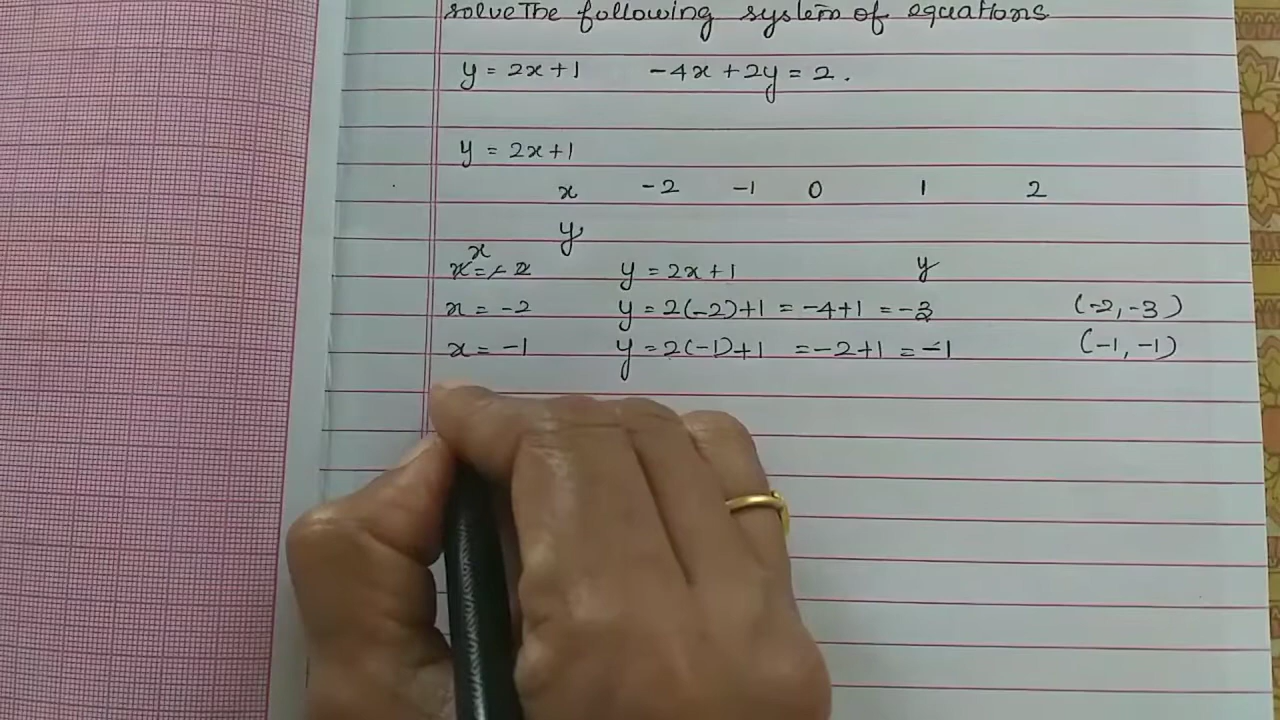 solve The following system of equations
y = 2x+1 -4x+2y = 2.
y = 2x+1
x -2 -1 0 1 2
y
x y = 2x+1 y
x = -2 y = 2(-2)+1 = -4+1 = -3 (-2,-3)
x = -1 y = 2(-1)+1 = -2+1 = -1 (-1,-1)